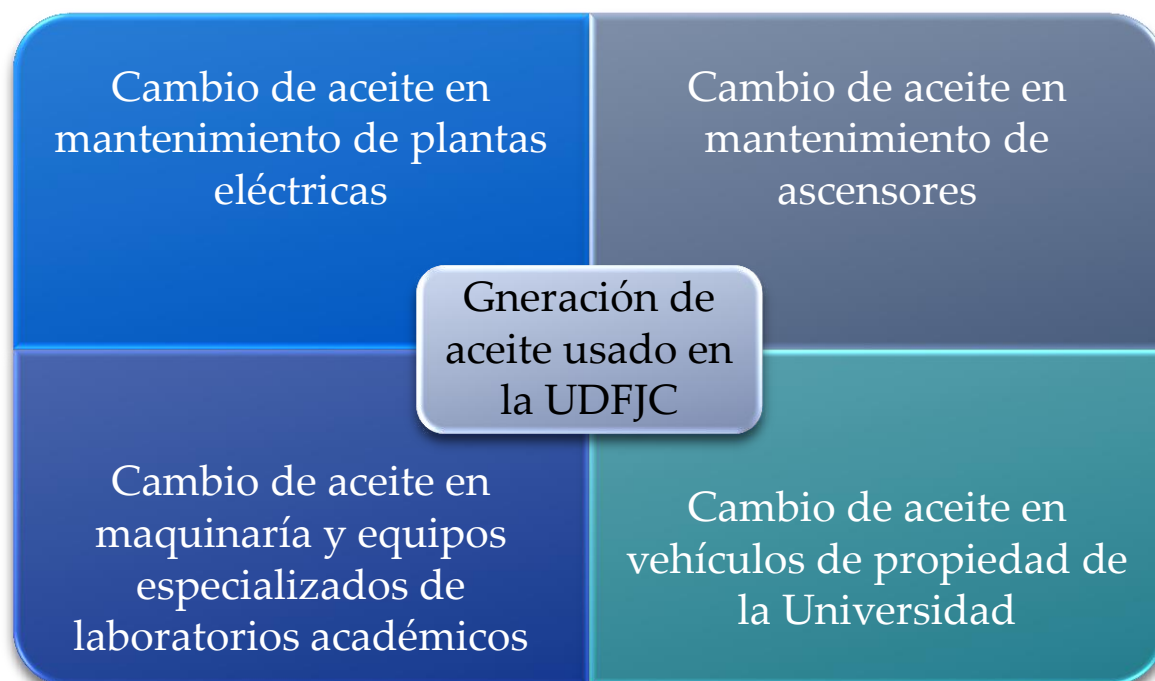 Cambio de aceite en
mantenimiento de plantas
eléctricas
Cambio de aceite en
mantenimiento de
ascensores
Gneración de
aceite usado en
la UDFJC
Cambio de aceite en
maquinaría y equipos
especializados de
laboratorios académicos
Cambio de aceite en
vehículos de propiedad de
la Universidad